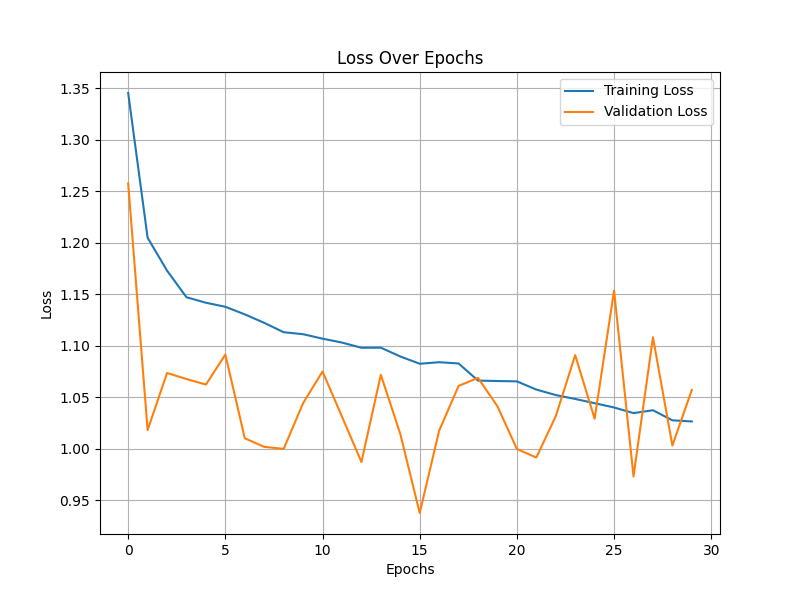 Loss Over Epochs
Training Loss
Validation Loss
1.35
1.30
1.25
1.20
1.15
1.10
1.05
1.00
0.95
Loss
0 5 10 15 20 25 30
Epochs